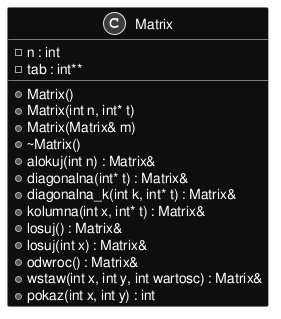 C Matrix
n : int
tab : int**
Matrix()
Matrix(int n, int* t)
Matrix(Matrix& m)
~Matrix()
alokuj(int n) : Matrix&
diagonalna(int* t) : Matrix&
diagonalna_k(int k, int* t) : Matrix&
kolumna(int x, int* t) : Matrix&
losuj() : Matrix&
losuj(int x) : Matrix&
odwroc() : Matrix&
wstaw(int x, int y, int wartosc) : Matrix&
pokaz(int x, int y) : int